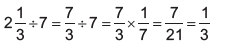 2 1/3 ÷ 7 = 7/3 ÷ 7 = 7/3 × 1/7 = 7/21 = 1/3